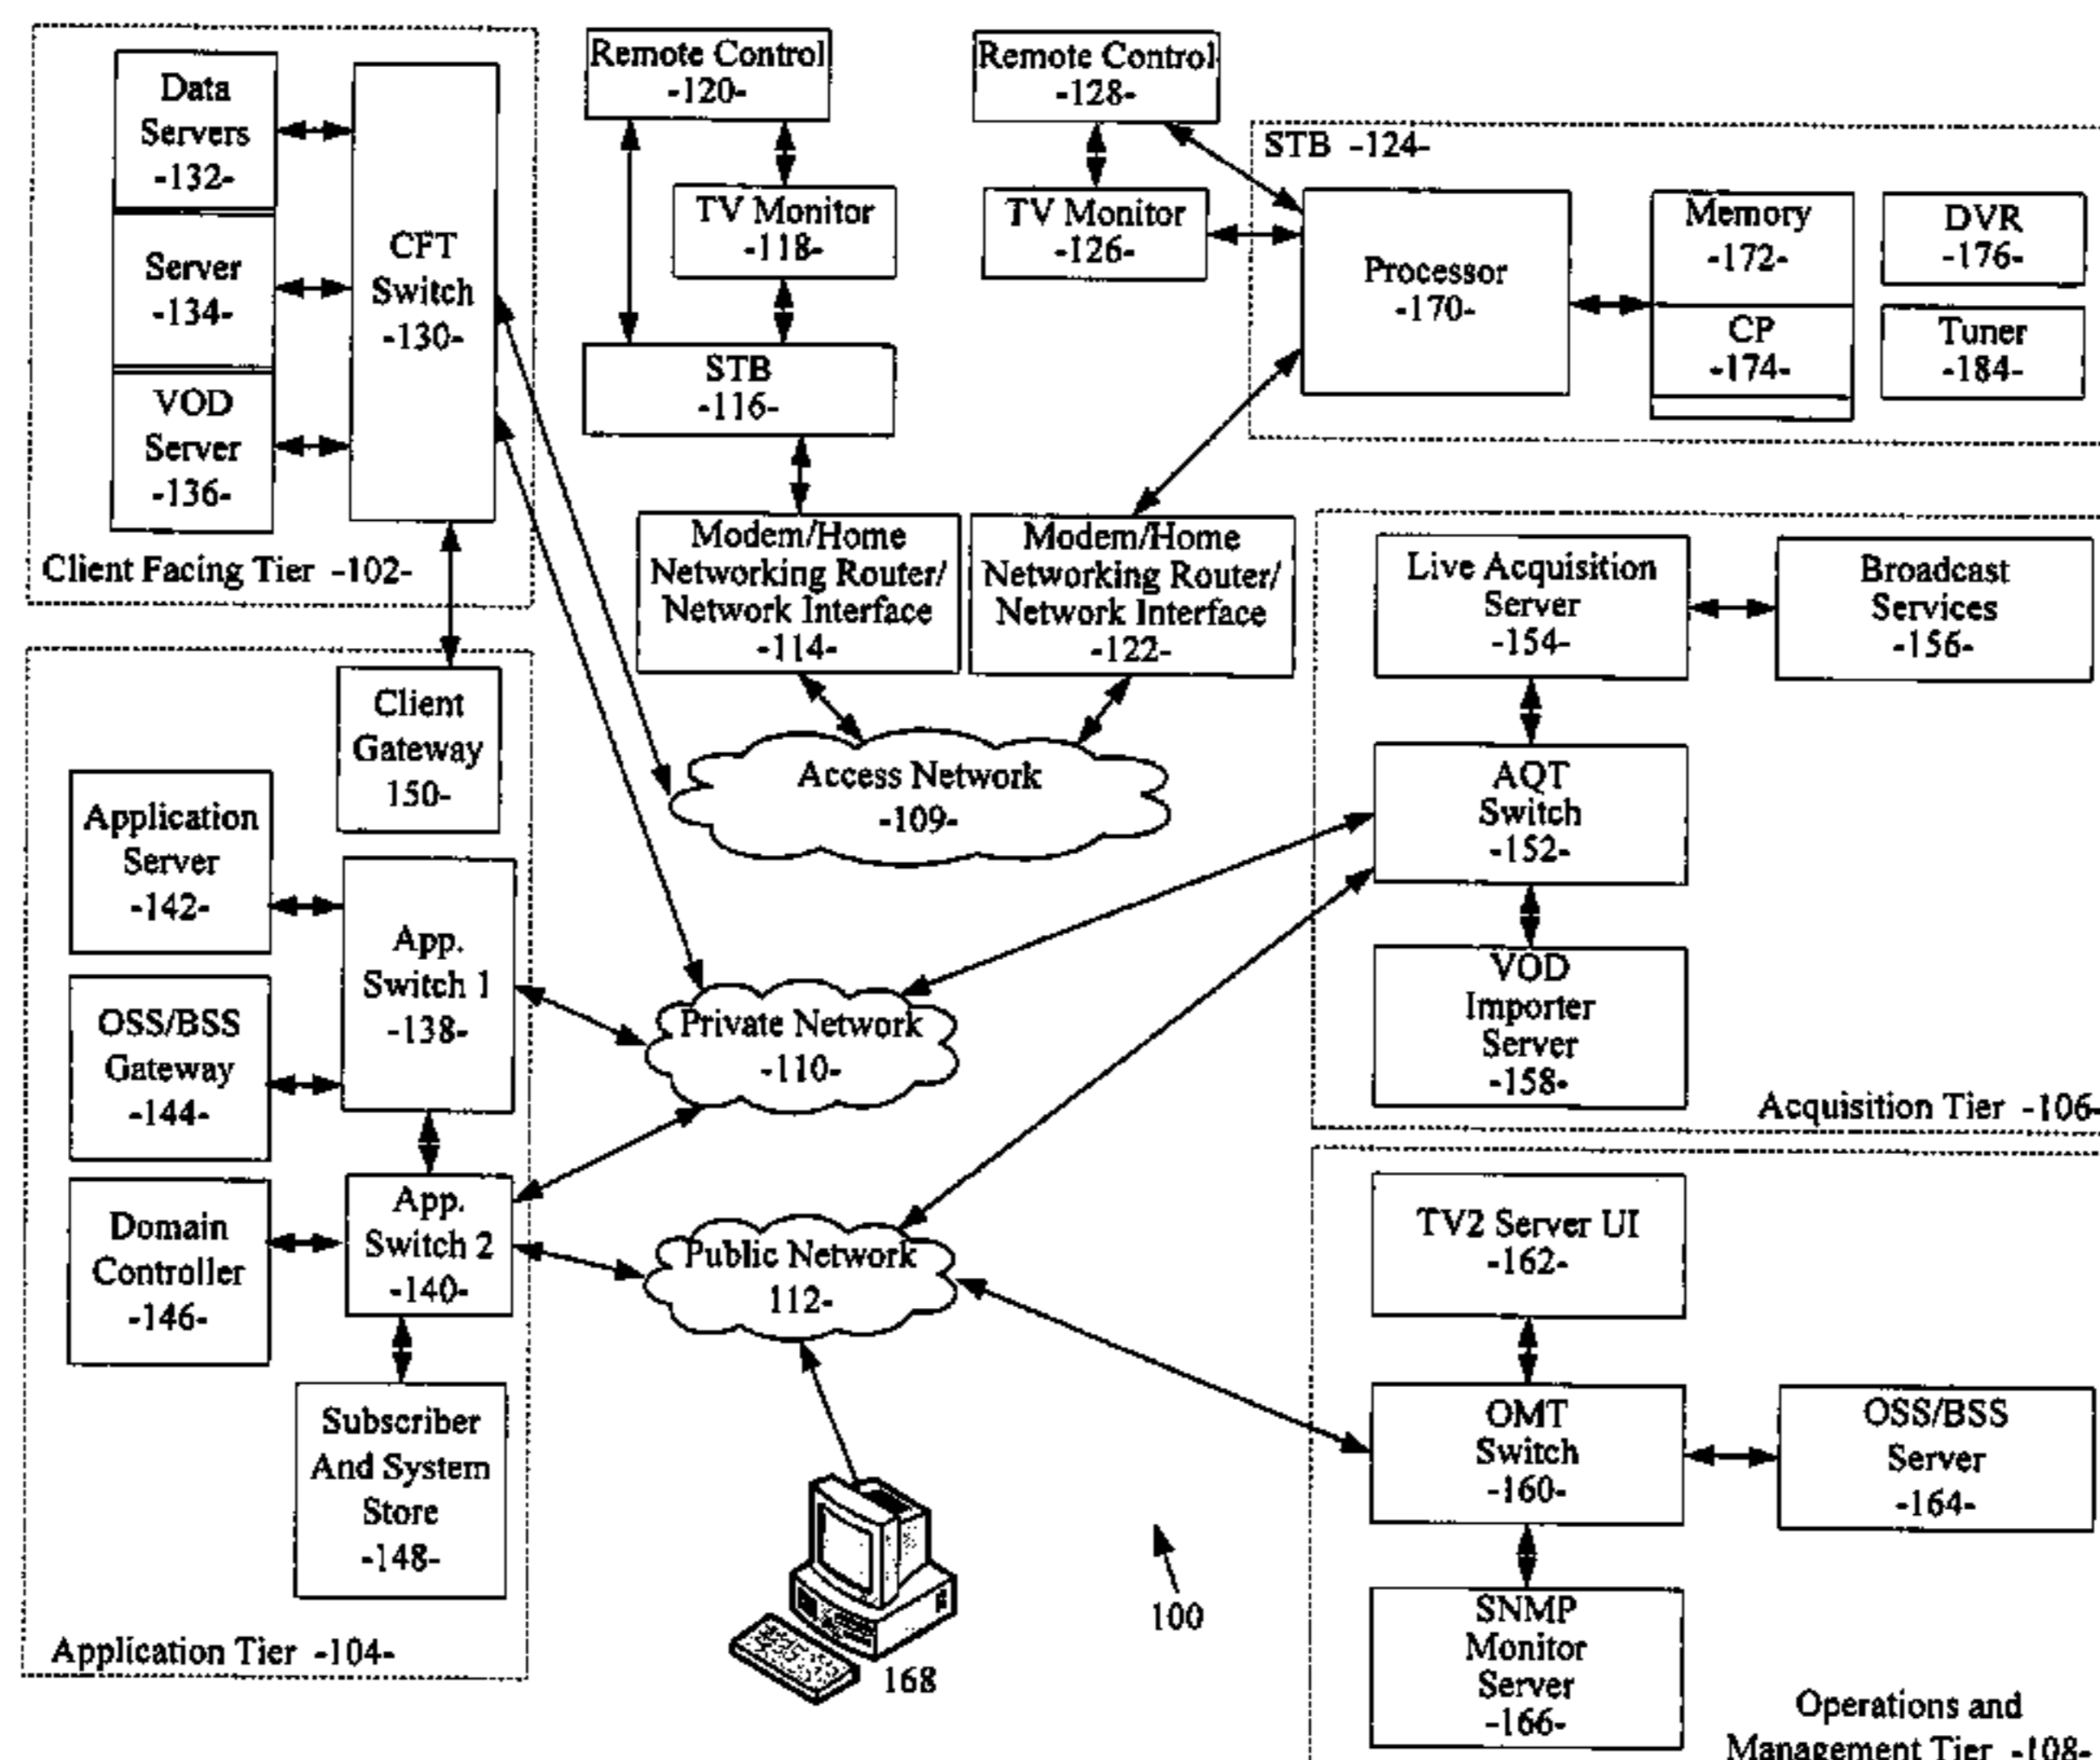 Data
Servers
-132-
Server
-134-
VOD
Server
-136-
CFT
Switch
-130-
Client Facing Tier -102-
Remote Control
-120-
TV Monitor
-118-
STB
-116-
Modem/Home
Networking Router/
Network Interface
-114-
Remote Control
-128-
TV Monitor
-126-
STB -124-
Processor
-170-
Memory
-172-
CP
-174-
DVR
-176-
Tuner
-184-
Modem/Home
Networking Router/
Network Interface
-122-
Access Network
-109-
Client
Gateway
150-
Application
Server
-142-
OSS/BSS
Gateway
-144-
Domain
Controller
-146-
App.
Switch 1
-138-
App.
Switch 2
-140-
Subscriber
And System
Store
-148-
Application Tier -104-
Private Network
-110-
Public Network
112-
168
100
Live Acquisition
Server
-154-
Broadcast
Services
-156-
AQT
Switch
-152-
VOD
Importer
Server
-158-
Acquisition Tier -106-
TV2 Server UI
-162-
OMT
Switch
-160-
OSS/BSS
Server
-164-
SNMP
Monitor
Server
-166-
Operations and
Management Tier -108-